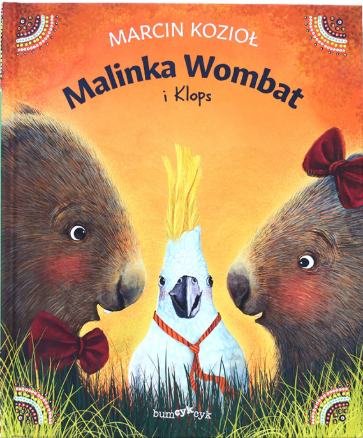 MARCIN KOZIOŁ
Malinka Wombat
i Klops
bumcykcyk